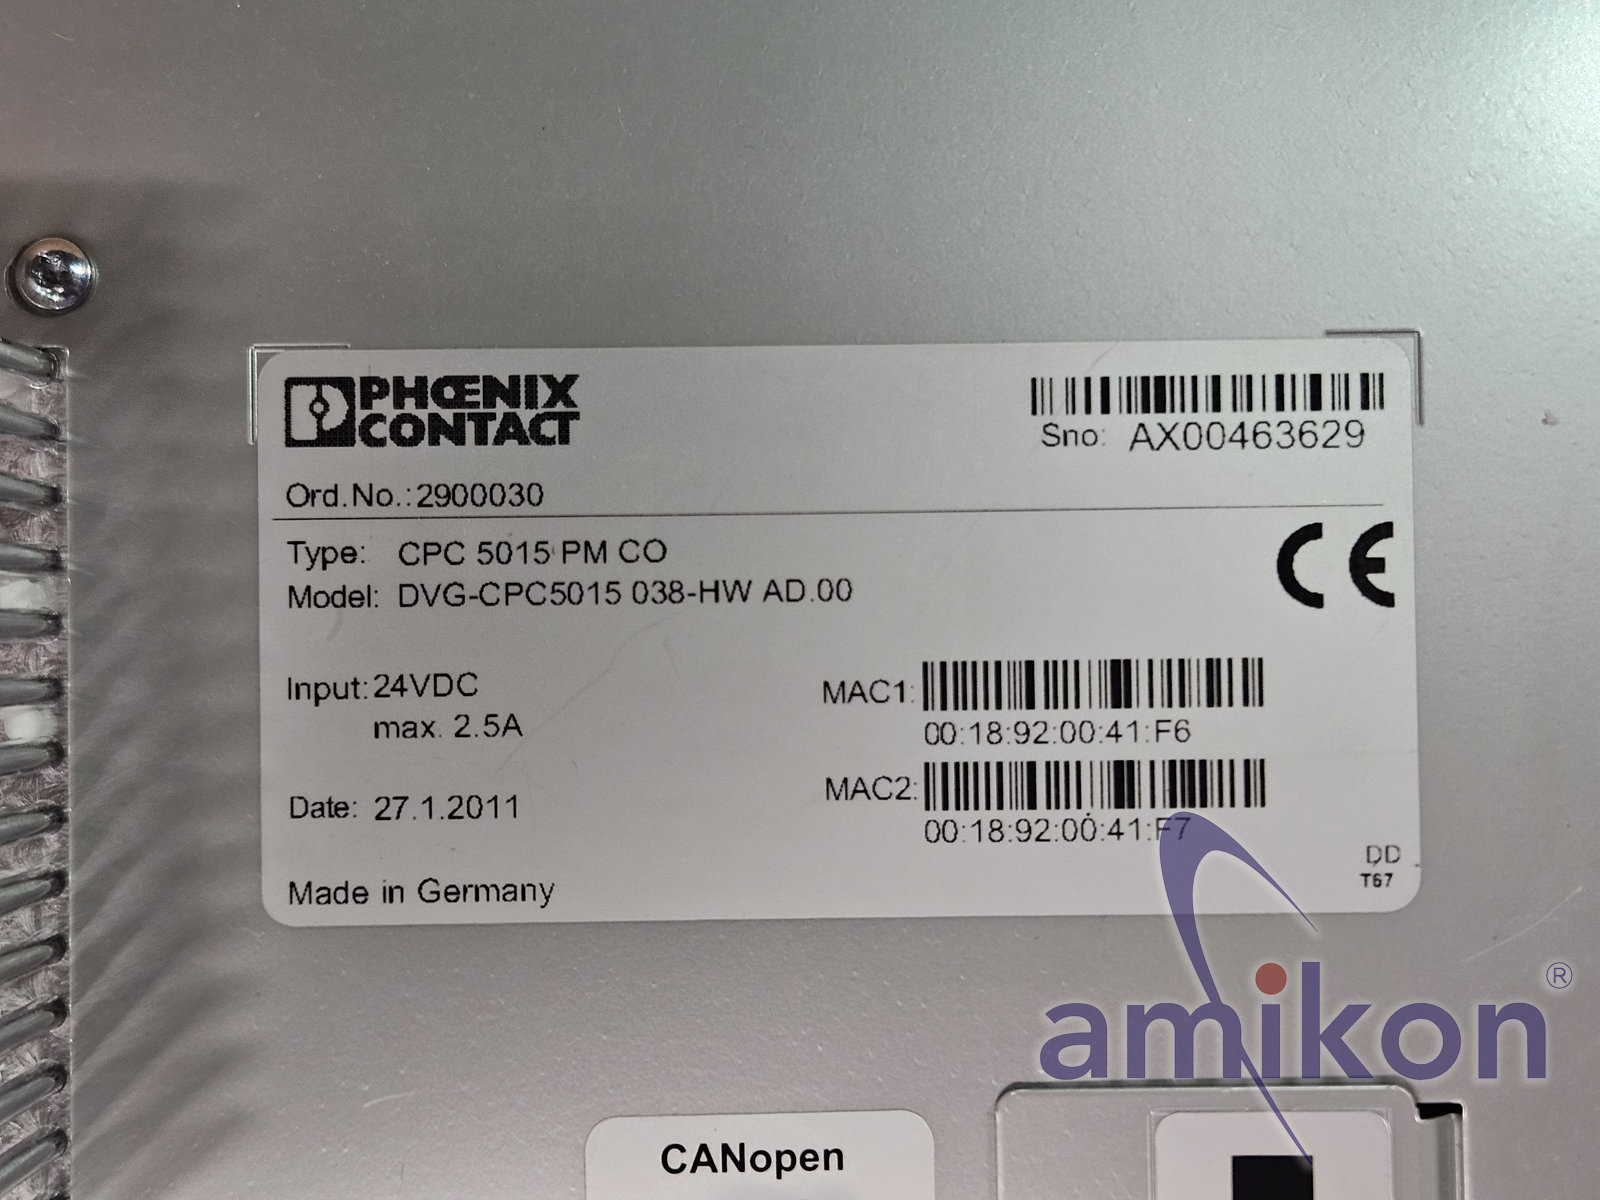 PHŒNIX
CONTACT
Sno: AX00463629
Ord.No.:2900030
Type: CPC 5015 PM CO
Model: DVG-CPC5015 038-HW AD.00
CE
Input: 24VDC
max. 2.5A
MAC1:
00:18:92:00:41:F6
MAC2:
00:18:92:00:41:F7
Date: 27.1.2011
DD
T67
Made in Germany
amikon®
CANopen